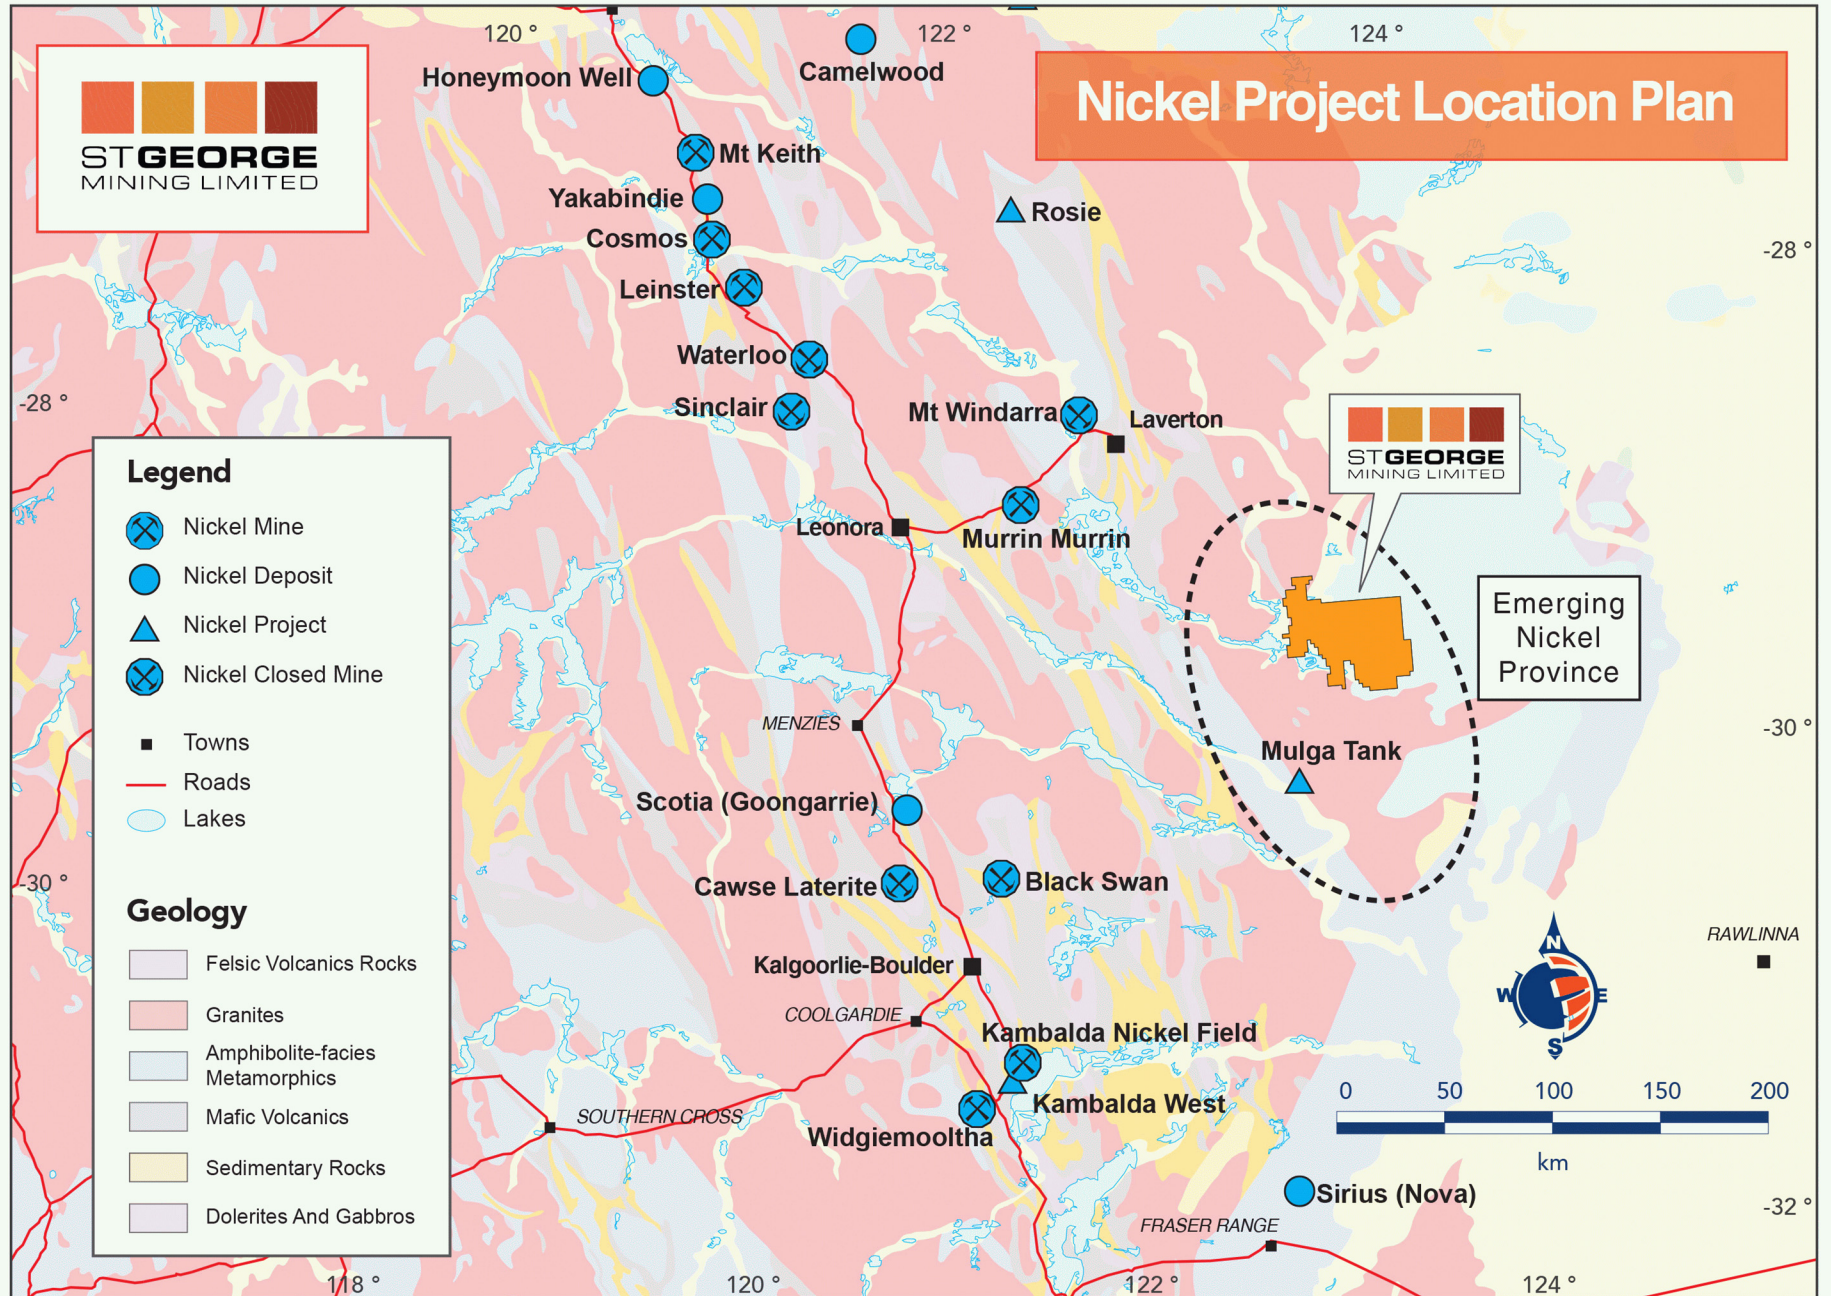 120 °
122 °
124 °
Honeymoon Well
Camelwood
Nickel Project Location Plan
STGEORGE
MINING LIMITED
Mt Keith
Yakabindie
Rosie
Cosmos
-28 °
Leinster
Waterloo
-28 °
Sinclair
Mt Windarra
Laverton
STGEORGE
MINING LIMITED
Legend
Nickel Mine
Nickel Deposit
Nickel Project
Nickel Closed Mine
Towns
Roads
Lakes
Leonora
Murrin Murrin
Emerging
Nickel
Province
MENZIES
-30 °
Mulga Tank
Scotia (Goongarrie)
-30 °
Cawse Laterite
Black Swan
Geology
Felsic Volcanics Rocks
Granites
Amphibolite-facies
Metamorphics
Mafic Volcanics
Sedimentary Rocks
Dolerites And Gabbros
RAWLINNA
N
W
E
S
Kalgoorlie-Boulder
COOLGARDIE
Kambalda Nickel Field
0 50 100 150 200
km
Kambalda West
SOUTHERN CROSS
Widgiemooltha
Sirius (Nova)
-32 °
FRASER RANGE
118 °
120 °
122 °
124 °